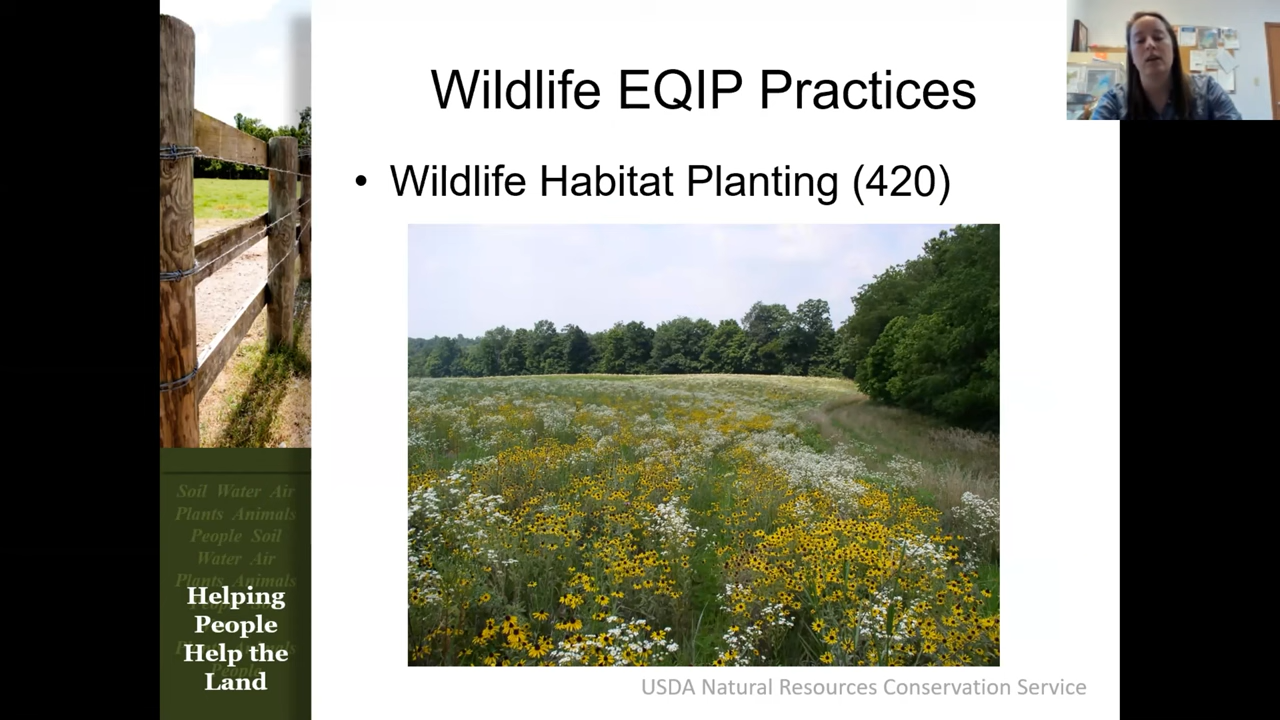 Wildlife EQIP Practices
• Wildlife Habitat Planting (420)
Soil Water Air
Plants Animals
People Soil
Water Air
Plants Animals
Helping
People
Help the
Land
USDA Natural Resources Conservation Service